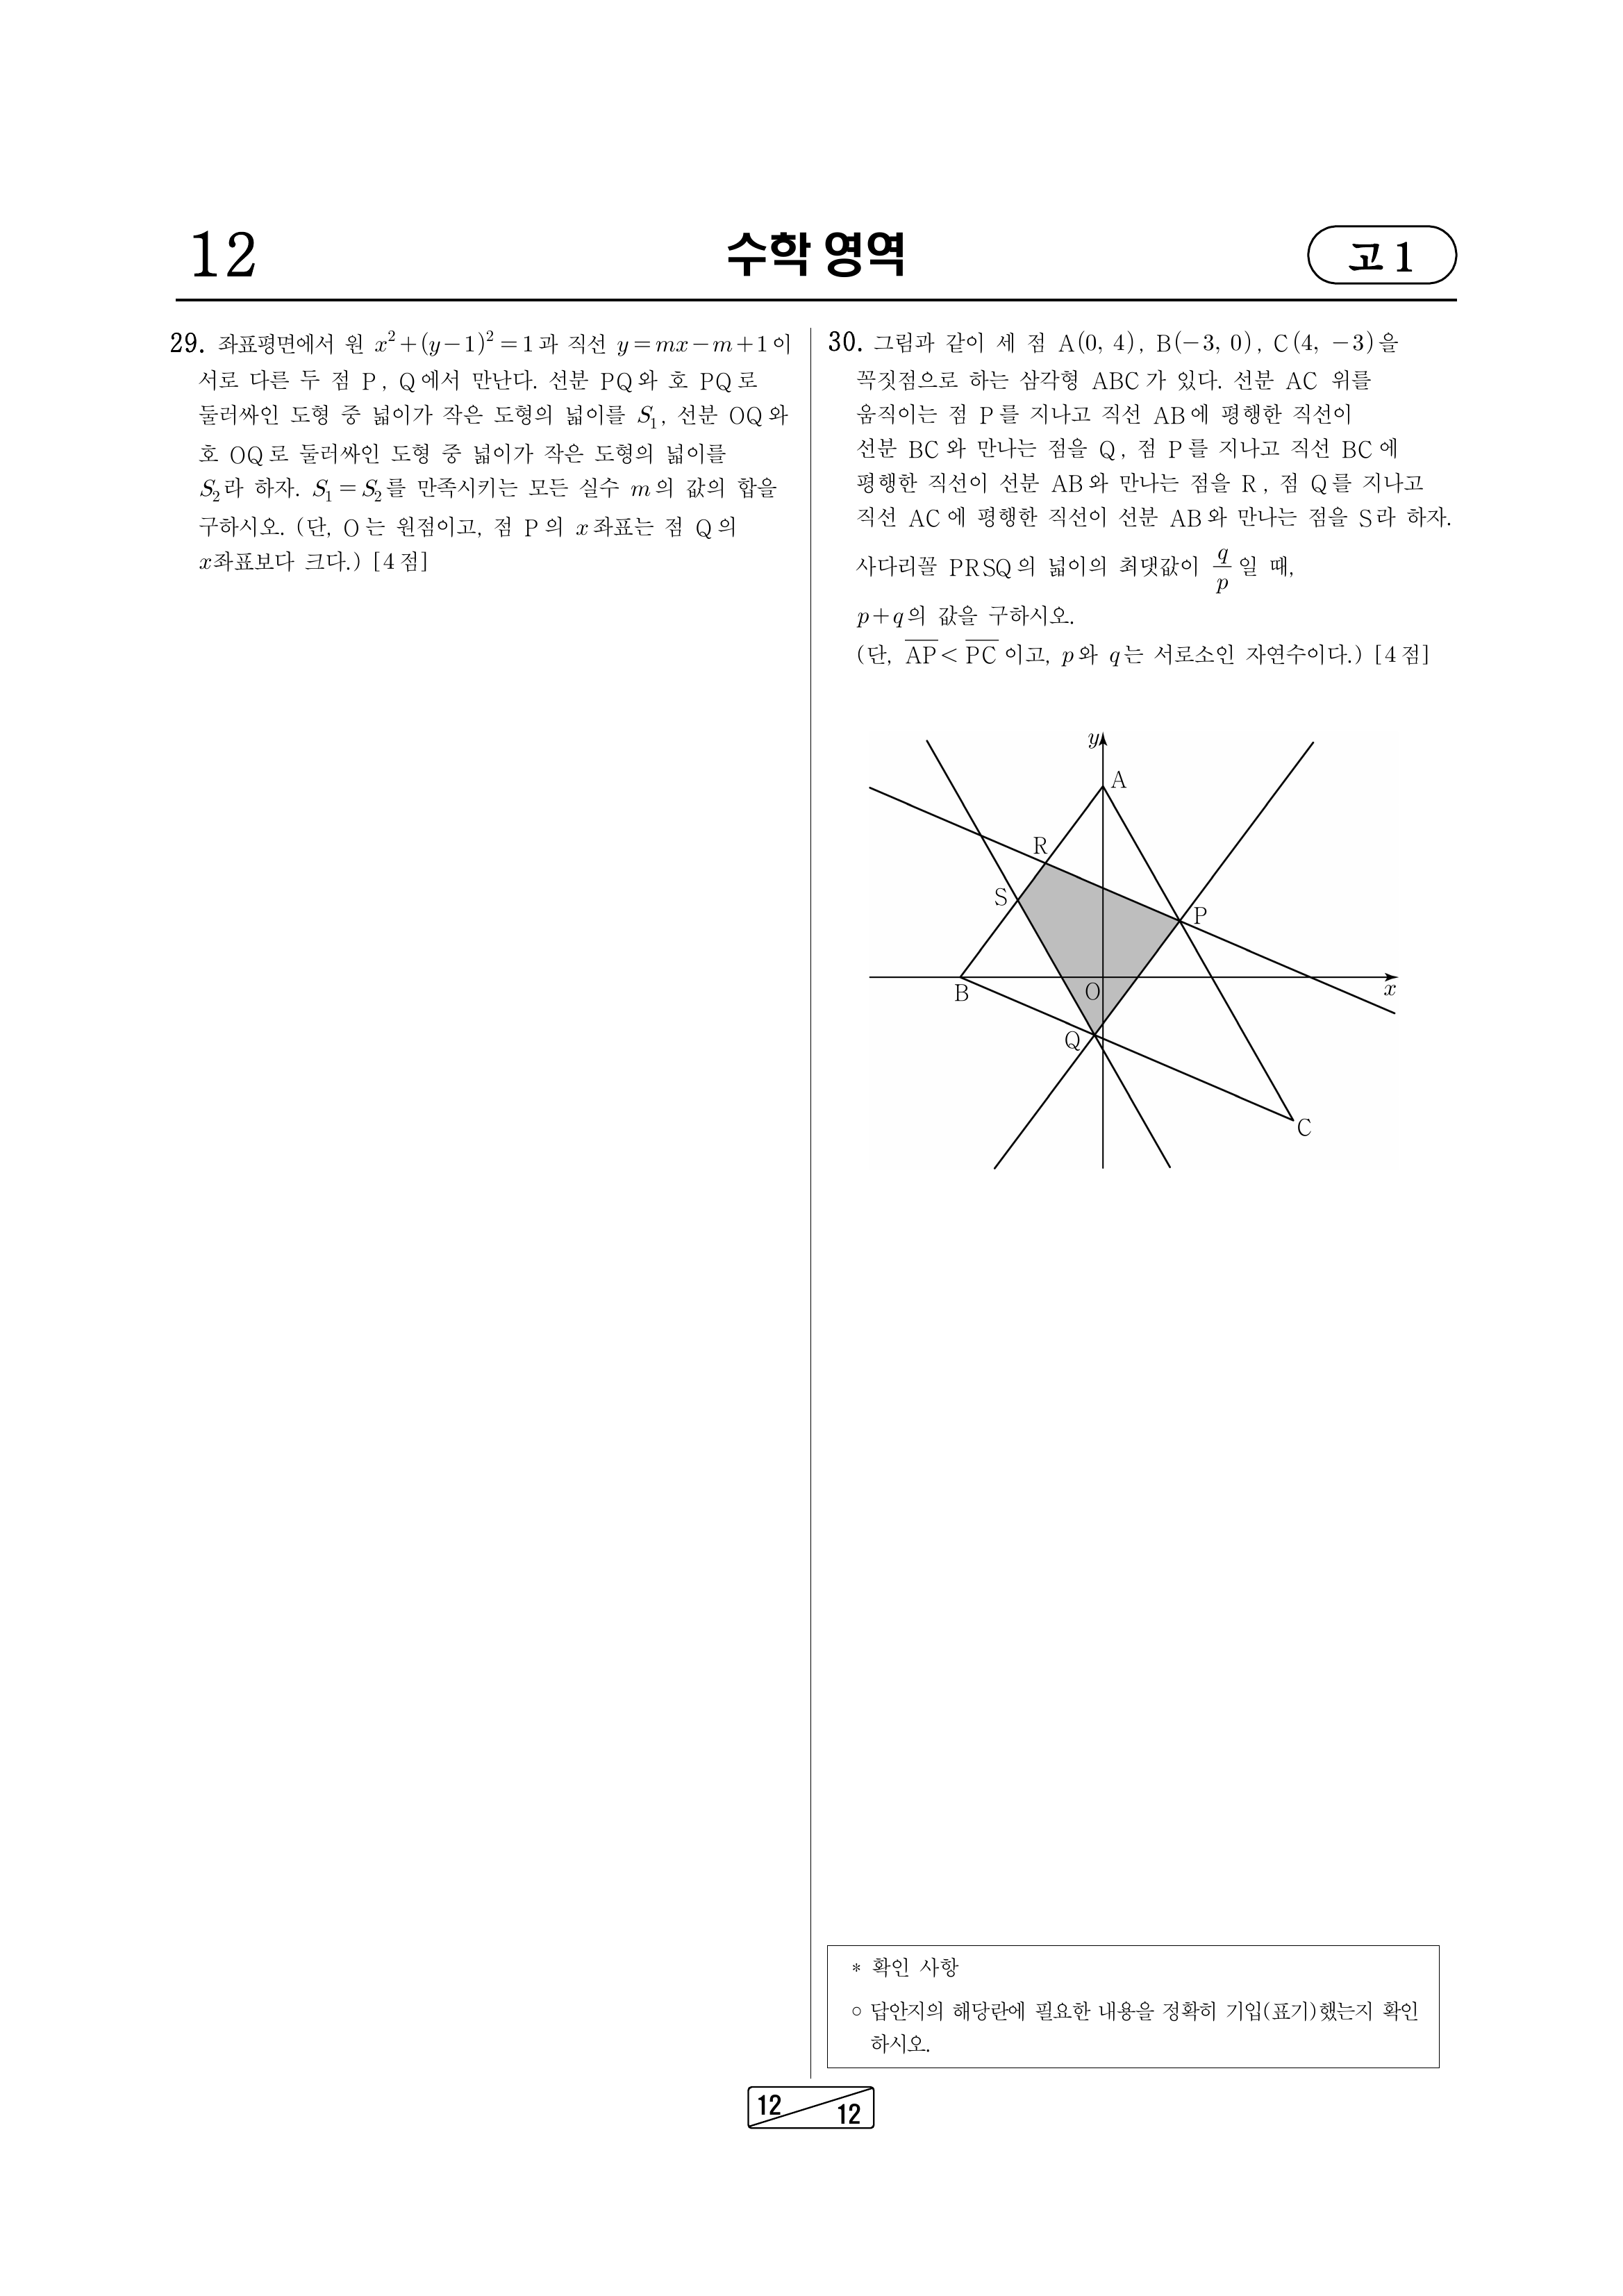 12
수학 영역
고 1
29. 좌표평면에서 원 x²+(y−1)²=1과 직선 y=mx−m+1이
서로 다른 두 점 P, Q에서 만난다. 선분 PQ와 호 PQ로
둘러싸인 도형 중 넓이가 작은 도형의 넓이를 S₁, 선분 OQ와
호 OQ로 둘러싸인 도형 중 넓이가 작은 도형의 넓이를
S₂라 하자. S₁=S₂를 만족시키는 모든 실수 m의 값의 합을
구하시오. (단, O는 원점이고, 점 P의 x좌표는 점 Q의
x좌표보다 크다.) [4점]
30. 그림과 같이 세 점 A(0, 4), B(−3, 0), C(4, −3)을
꼭짓점으로 하는 삼각형 ABC가 있다. 선분 AC 위를
움직이는 점 P를 지나고 직선 AB에 평행한 직선이
선분 BC와 만나는 점을 Q, 점 P를 지나고 직선 BC에
평행한 직선이 선분 AB와 만나는 점을 R, 점 Q를 지나고
직선 AC에 평행한 직선이 선분 AB와 만나는 점을 S라 하자.
사다리꼴 PRSQ의 넓이의 최댓값이 q/p 일 때,
p+q의 값을 구하시오.
(단, A͞P͞ < P͞C͞ 이고, p와 q는 서로소인 자연수이다.) [4점]
y
A
R
S
P
B
O
x
Q
C
* 확인 사항
○ 답안지의 해당란에 필요한 내용을 정확히 기입(표기)했는지 확인
하시오.
12
12